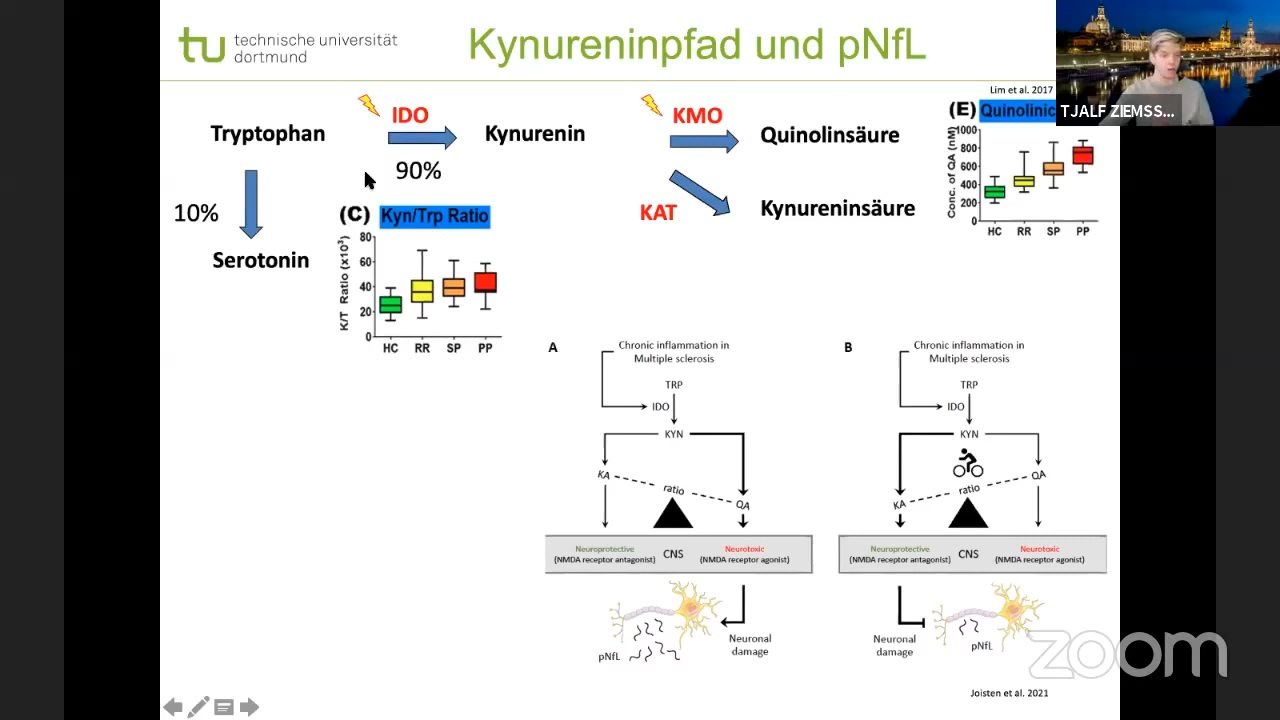 technische universität
dortmund
Kynureninpfad und pNfL
TJALF ZIEMSS...
Lim et al. 2017
Tryptophan
IDO
90%
Kynurenin
KMO
KAT
Quinolinsäure
Kynureninsäure
10%
Serotonin
(C) Kyn/Trp Ratio
K/T Ratio (x10³)
80
60
40
20
0
HC RR SP PP
(E) Quinolinic
Conc. of QA (nM)
1000
800
600
400
200
0
HC RR SP PP
A
Chronic inflammation in
Multiple sclerosis
TRP
IDO
KYN
KA
ratio
QA
Neuroprotective
(NMDA receptor antagonist)
CNS
Neurotoxic
(NMDA receptor agonist)
Neuronal
damage
pNfL
B
Chronic inflammation in
Multiple sclerosis
TRP
IDO
KYN
QA
ratio
KA
Neuroprotective
(NMDA receptor antagonist)
CNS
Neurotoxic
(NMDA receptor agonist)
Neuronal
damage
pNfL
zoom
Joisten et al. 2021